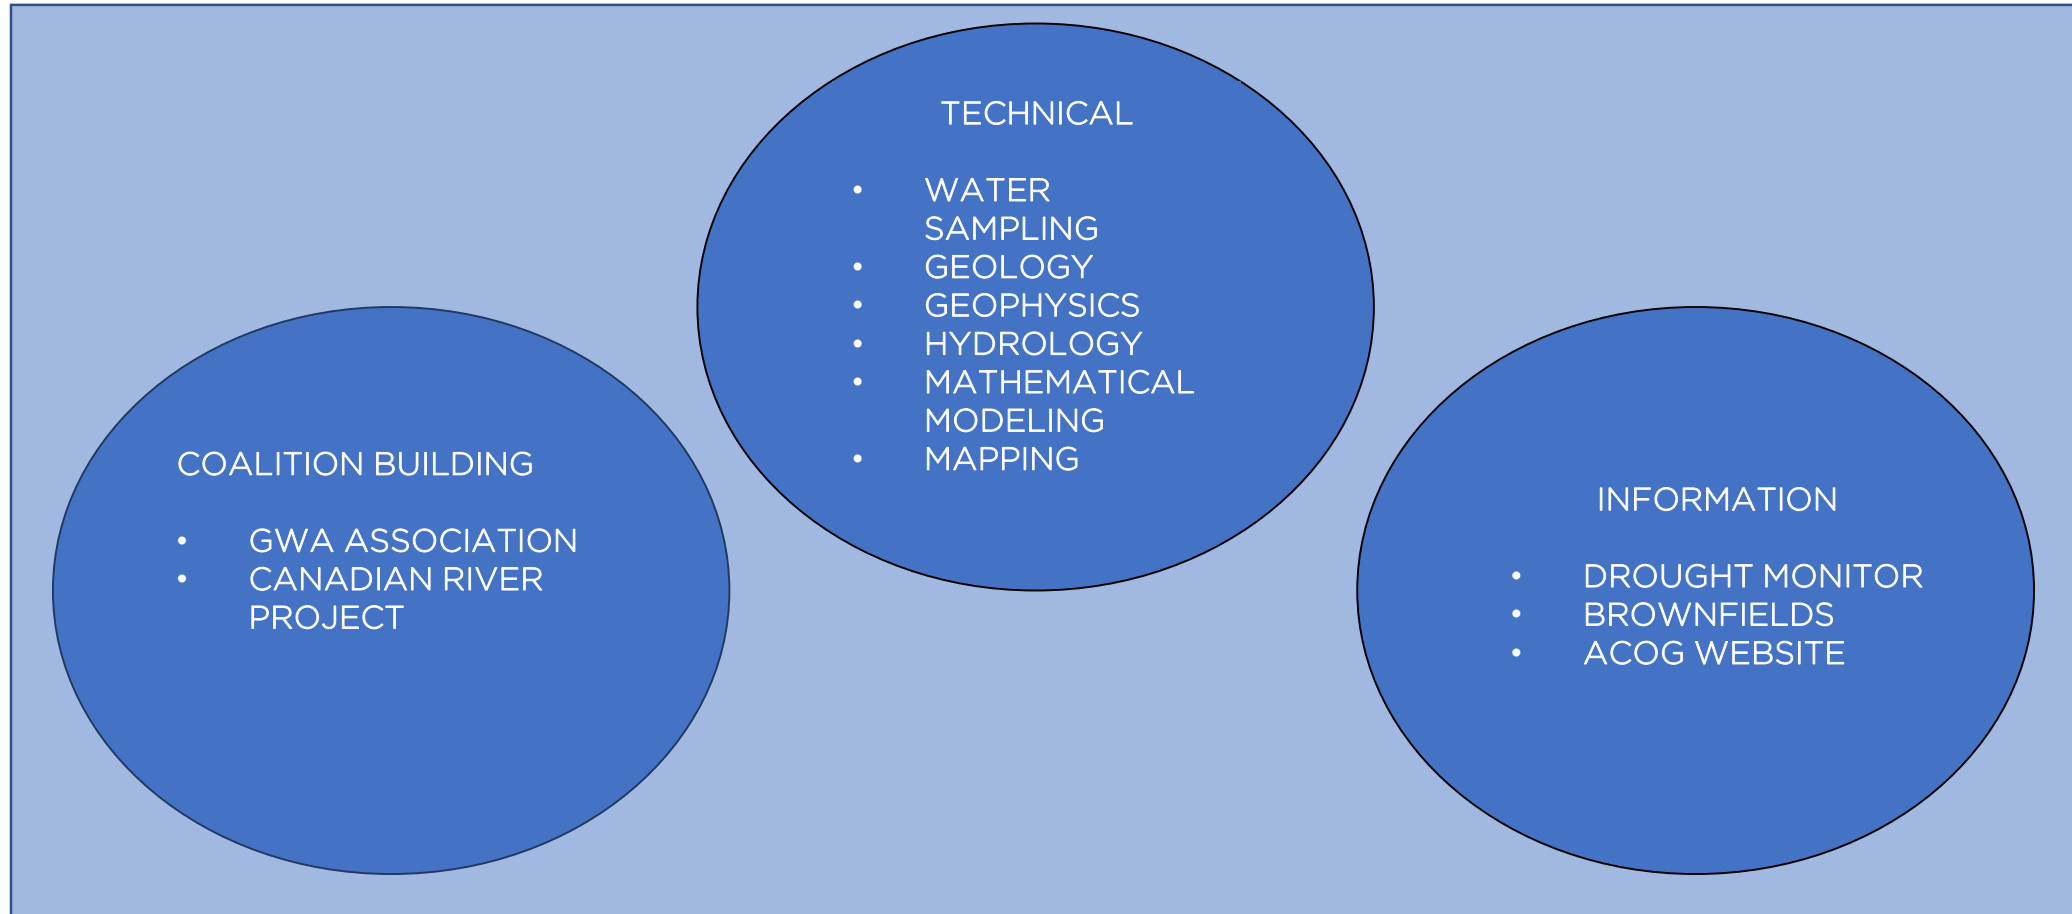 TECHNICAL
• WATER
SAMPLING
• GEOLOGY
• GEOPHYSICS
• HYDROLOGY
• MATHEMATICAL
MODELING
• MAPPING
COALITION BUILDING
• GWA ASSOCIATION
• CANADIAN RIVER
PROJECT
INFORMATION
• DROUGHT MONITOR
• BROWNFIELDS
• ACOG WEBSITE